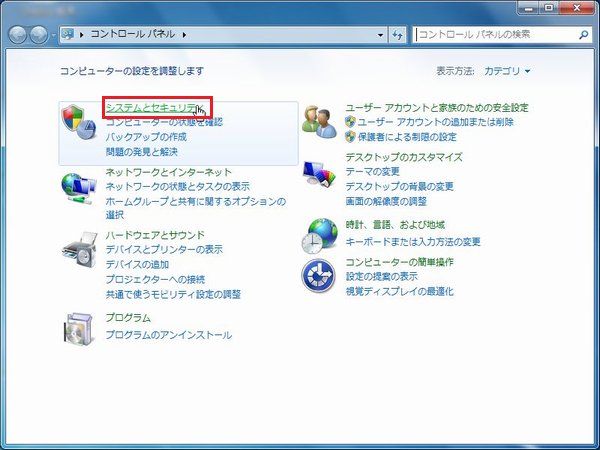 コントロール パネル
コントロール パネルの検索
コンピューターの設定を調整します
表示方法: カテゴリ
システムとセキュリティ
コンピューターの状態を確認
バックアップの作成
問題の発見と解決
ネットワークとインターネット
ネットワークの状態とタスクの表示
ホームグループと共有に関するオプションの
選択
ハードウェアとサウンド
デバイスとプリンターの表示
デバイスの追加
プロジェクターへの接続
共通で使うモビリティ設定の調整
プログラム
プログラムのアンインストール
ユーザー アカウントと家族のための安全設定
ユーザー アカウントの追加または削除
保護者による制限の設定
デスクトップのカスタマイズ
テーマの変更
デスクトップの背景の変更
画面の解像度の調整
時計、言語、および地域
キーボードまたは入力方法の変更
コンピューターの簡単操作
設定の提案の表示
視覚ディスプレイの最適化